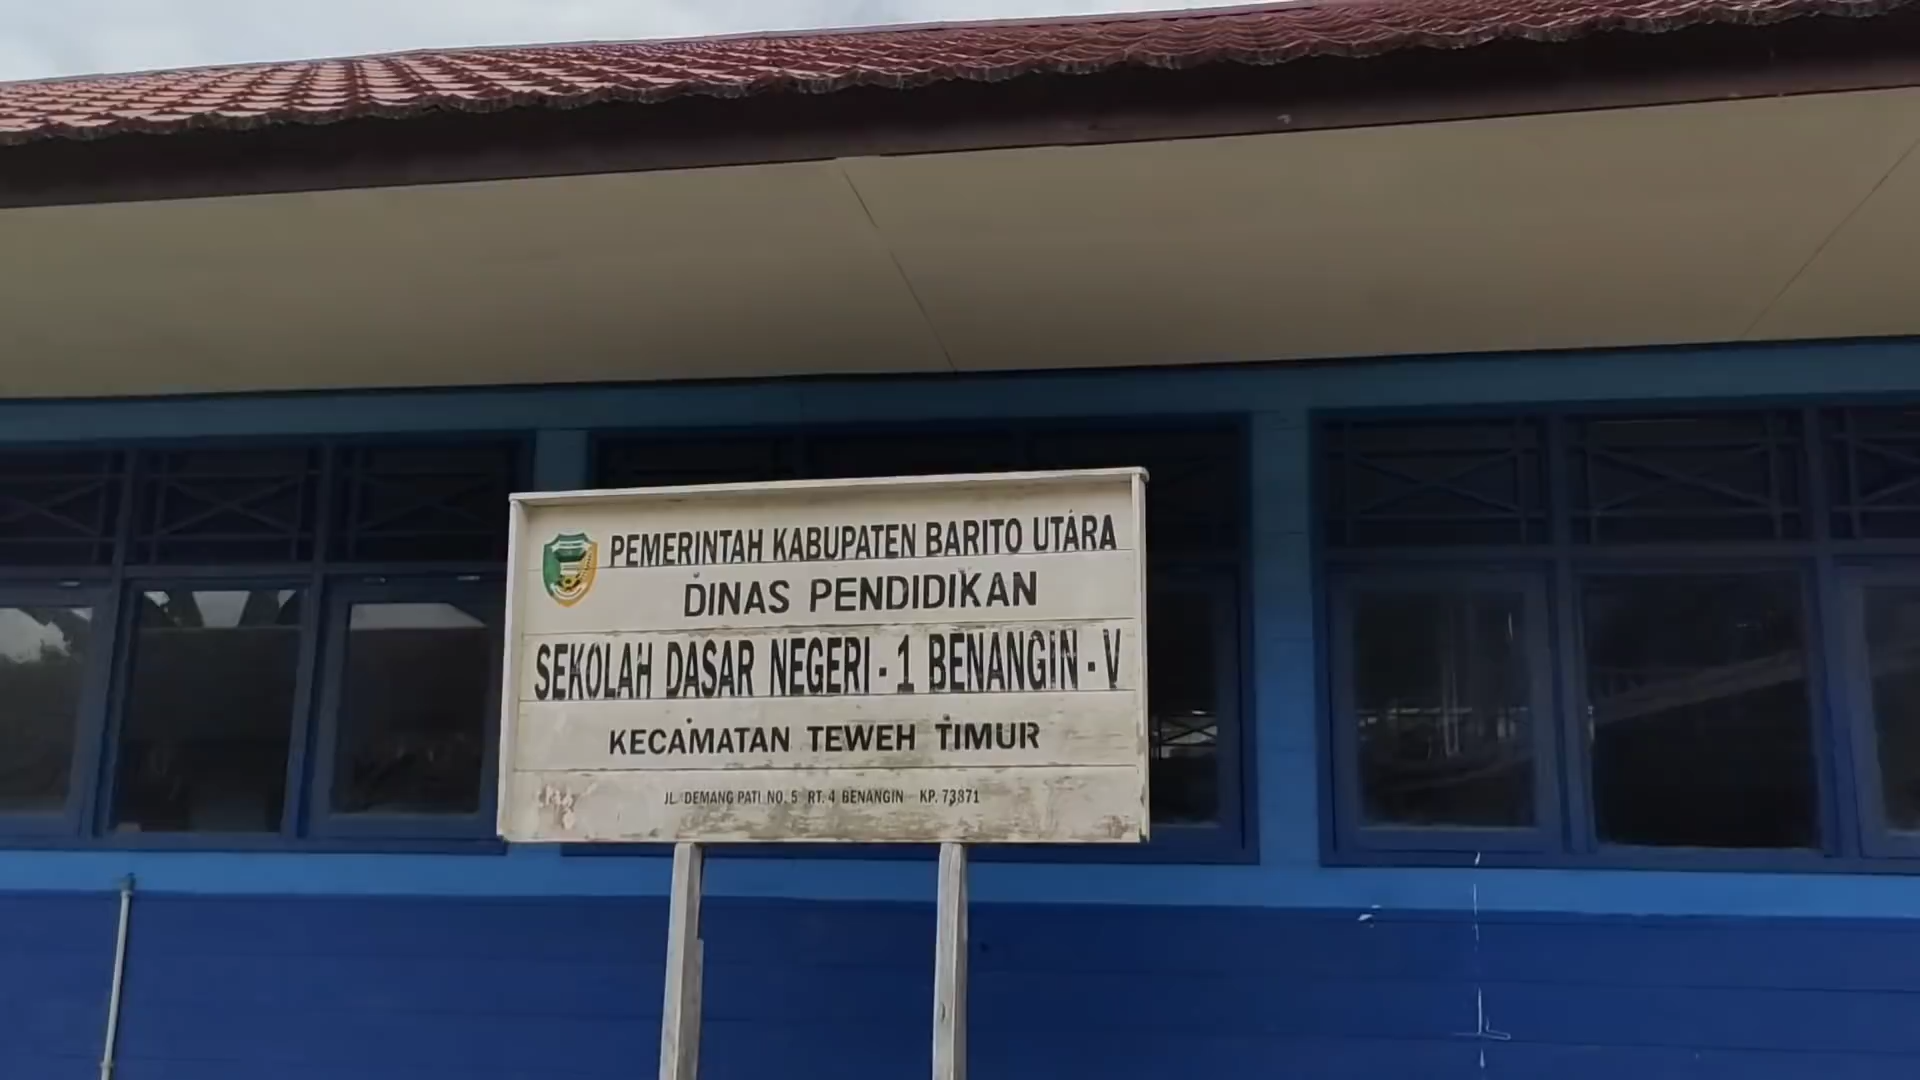 PEMERINTAH KABUPATEN BARITO UTARA
DINAS PENDIDIKAN
SEKOLAH DASAR NEGERI - 1 BENANGIN - V
KECAMATAN TEWEH TIMUR
JL. DEMANG PATI NO. 5 RT. 4 BENANGIN KP. 73871